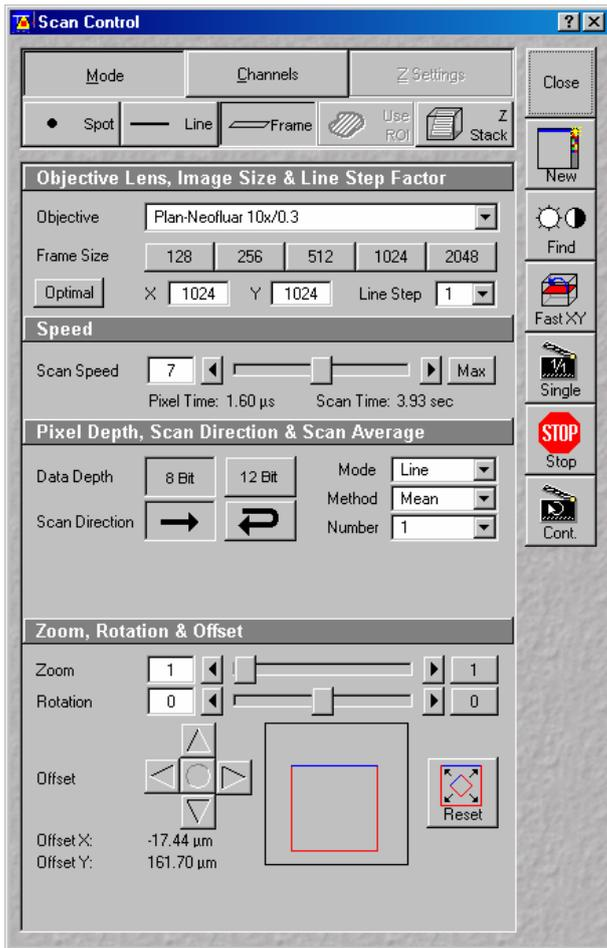 Scan Control
Mode Channels Z Settings
Close
Spot Line Frame Use ROI Z Stack
New
Objective Lens, Image Size & Line Step Factor
Objective Plan-Neofluar 10x/0.3
Find
Frame Size 128 256 512 1024 2048
Optimal X 1024 Y 1024 Line Step 1
Fast XY
Speed
Scan Speed 7 Max
1/1
Single
Pixel Time: 1.60 µs Scan Time: 3.93 sec
Pixel Depth, Scan Direction & Scan Average
STOP
Stop
Data Depth 8 Bit 12 Bit Mode Line
Method Mean
Scan Direction Number 1
Cont.
Zoom, Rotation & Offset
Zoom 1 1
Rotation 0 0
Offset
Reset
Offset X: -17.44 µm
Offset Y: 161.70 µm